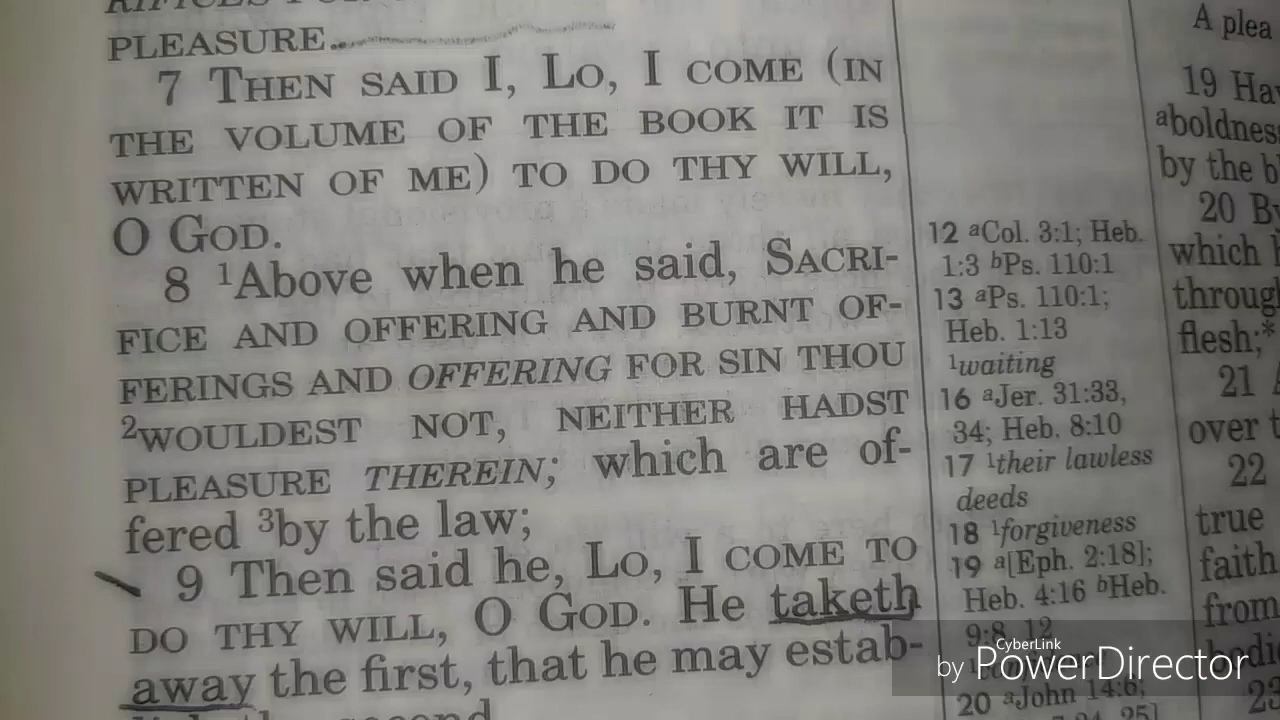 PLEASURE.
7 THEN SAID I, LO, I COME (IN
THE VOLUME OF THE BOOK IT IS
WRITTEN OF ME) TO DO THY WILL,
O GOD.
8 ¹Above when he said, SACRI-
FICE AND OFFERING AND BURNT OF-
FERINGS AND OFFERING FOR SIN THOU
²WOULDEST NOT, NEITHER HADST
PLEASURE THEREIN; which are of-
fered ³by the law;
9 Then said he, LO, I COME TO
DO THY WILL, O GOD. He taketh
away the first, that he may estab-
12 ᵃCol. 3:1; Heb.
1:3 ᵇPs. 110:1
13 ᵃPs. 110:1;
Heb. 1:13
¹waiting
16 ᵃJer. 31:33,
34; Heb. 8:10
17 ¹their lawless
deeds
18 ¹forgiveness
19 ᵃ[Eph. 2:18];
Heb. 4:16 ᵇHeb.
9:8, 12
20 ᵃJohn 14:6;
A plea
19 Ha
ᵃboldnes
by the b
20 B
which
throug
flesh;*
21
over t
22
true
faith
from
CyberLink
by PowerDirector